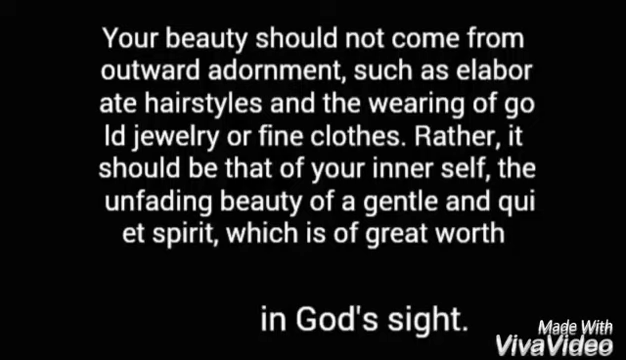 Your beauty should not come from
outward adornment, such as elabor
ate hairstyles and the wearing of go
ld jewelry or fine clothes. Rather, it
should be that of your inner self, the
unfading beauty of a gentle and qui
et spirit, which is of great worth
in God's sight.
Made With
VivaVideo